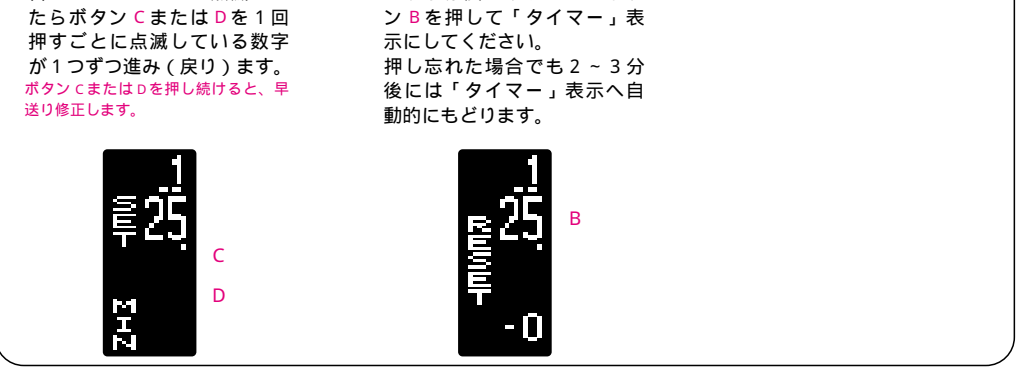 たらボタン C または D を 1 回
押すごとに点滅している数字
が 1 つずつ進み ( 戻り ) ます。
ボタン C または D を押し続けると、早
送り修正します。
ン B を押して「タイマー」表
示にしてください。
押し忘れた場合でも 2 ~ 3 分
後には「タイマー」表示へ自
動的にもどります。
1
SET
25
C
D
MIN
1
RESET
25
B
-0